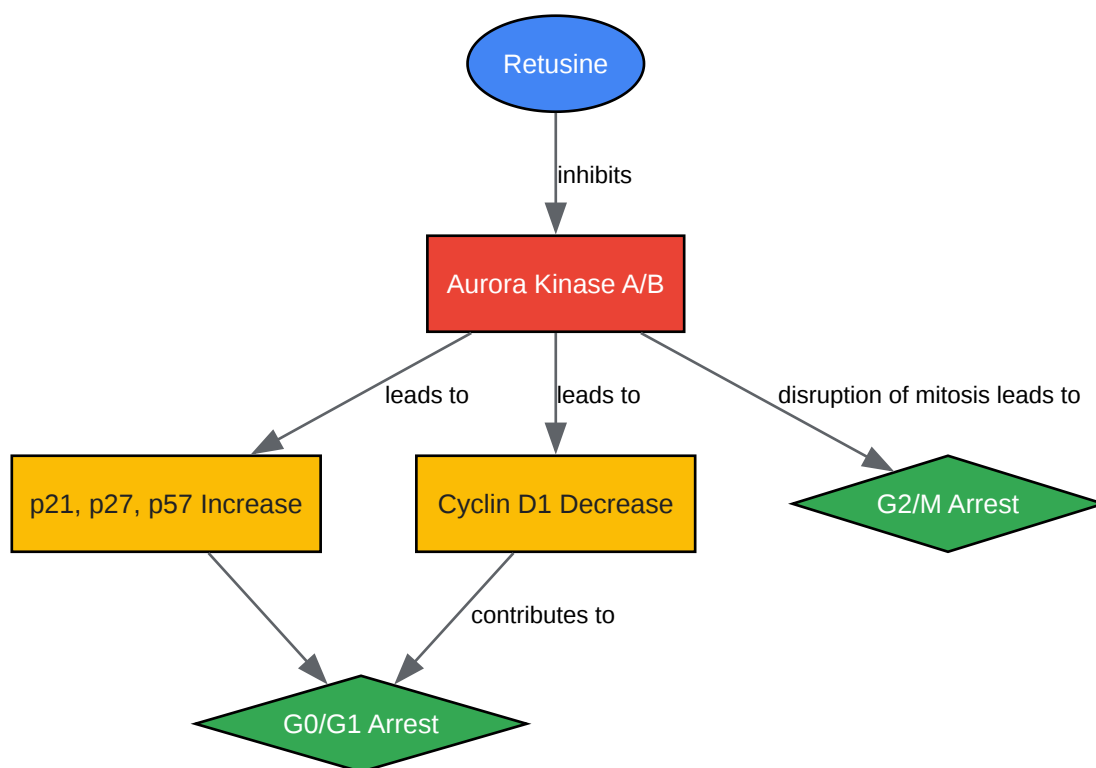 Retusine
inhibits
Aurora Kinase A/B
leads to
leads to
disruption of mitosis leads to
p21, p27, p57 Increase
Cyclin D1 Decrease
G2/M Arrest
contributes to
G0/G1 Arrest